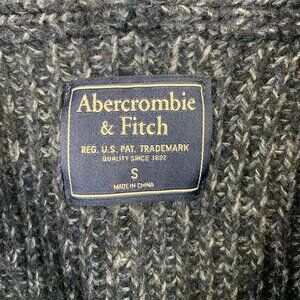 Abercrombie
& Fitch
REG. U.S. PAT. TRADEMARK
QUALITY SINCE 1892
S
MADE IN CHINA